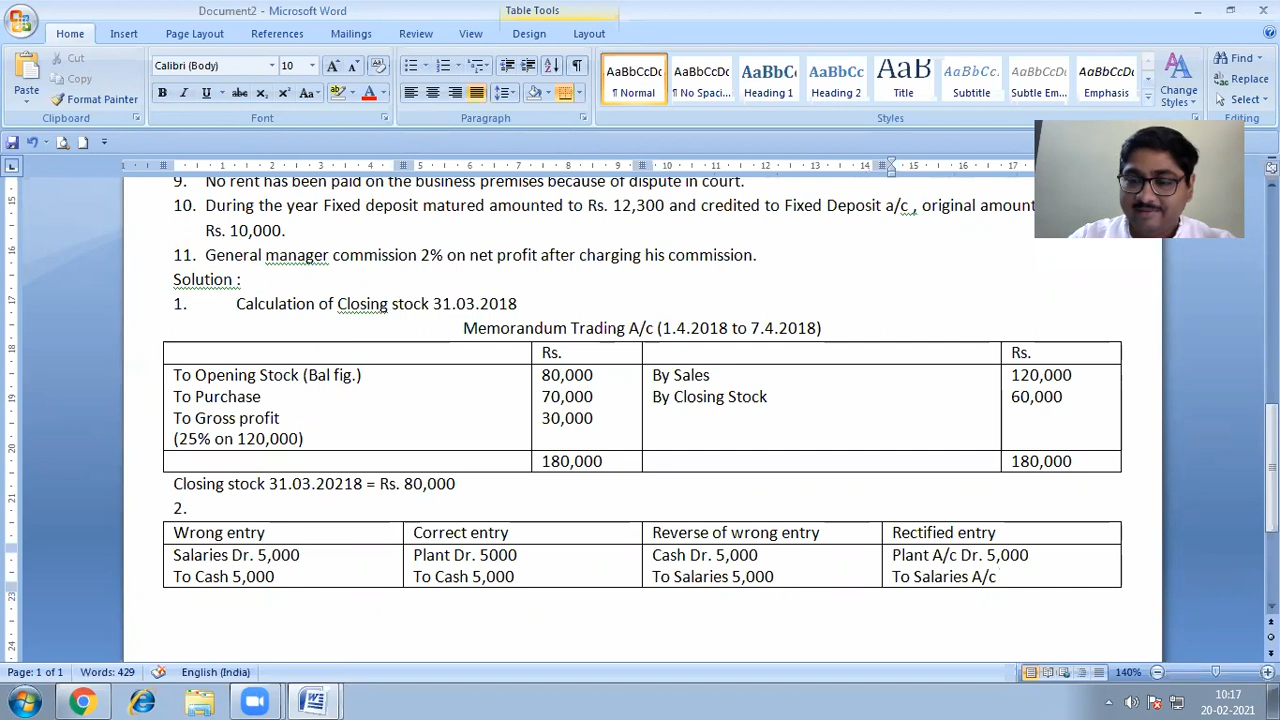 Document2 - Microsoft Word
Table Tools
Home Insert Page Layout References Mailings Review View Design Layout
Paste
Cut
Copy
Format Painter
Clipboard
Calibri (Body) 10
Font
Paragraph
AaBbCcDc AaBbCcDc AaBbC AaBbCc AaB AaBbCc. AaBbCcDc AaBbCcDc
¶ Normal ¶ No Spaci... Heading 1 Heading 2 Title Subtitle Subtle Em... Emphasis
Change Styles
Styles
Find
Replace
Select
Editing
9. No rent has been paid on the business premises because of dispute in court.
10. During the year Fixed deposit matured amounted to Rs. 12,300 and credited to Fixed Deposit a/c , original amount
Rs. 10,000.
11. General manager commission 2% on net profit after charging his commission.
Solution :
1. Calculation of Closing stock 31.03.2018
Memorandum Trading A/c (1.4.2018 to 7.4.2018)
Rs. Rs.
To Opening Stock (Bal fig.) 80,000 By Sales 120,000
To Purchase 70,000 By Closing Stock 60,000
To Gross profit 30,000
(25% on 120,000)
180,000 180,000
Closing stock 31.03.20218 = Rs. 80,000
2.
Wrong entry Correct entry Reverse of wrong entry Rectified entry
Salaries Dr. 5,000 Plant Dr. 5000 Cash Dr. 5,000 Plant A/c Dr. 5,000
To Cash 5,000 To Cash 5,000 To Salaries 5,000 To Salaries A/c
Page: 1 of 1 Words: 429 English (India) 140%
10:17
20-02-2021